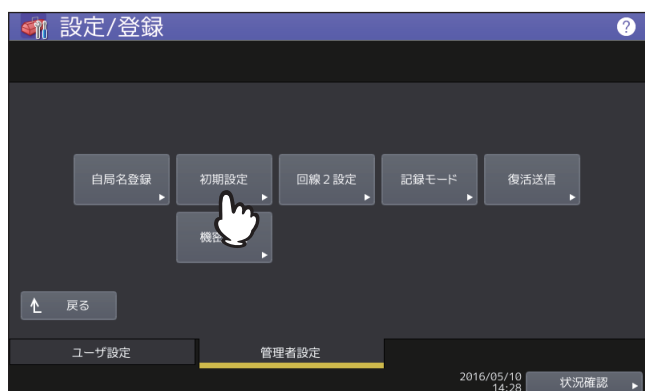 設定/登録
?
自局名登録
初期設定
回線2設定
記録モード
復活送信
機密
戻る
ユーザ設定
管理者設定
2016/05/10
14:28
状況確認